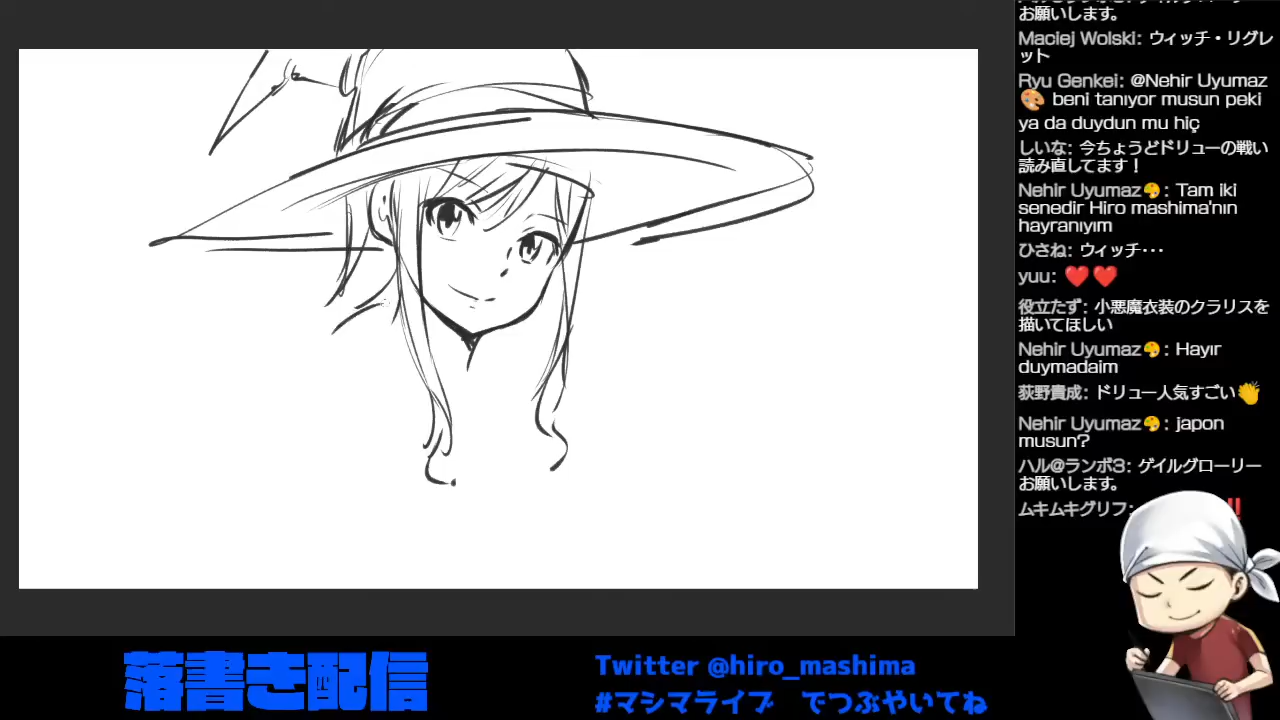 お願いします。
Maciej Wolski: ウィッチ・リグレ
ット
Ryu Genkei: @Nehir Uyumaz
🎨 beni tanıyor musun peki
ya da duydun mu hiç
しいな: 今ちょうどドリューの戦い
読み直してます！
Nehir Uyumaz🎨: Tam iki
senedir Hiro mashima'nın
hayranıyım
ひさね: ウィッチ･･･
yuu: ❤️❤️
役立たず: 小悪魔衣装のクラリスを
描いてほしい
Nehir Uyumaz🎨: Hayır
duymadaim
荻野貴成: ドリュー人気すごい👏
Nehir Uyumaz🎨: japon
musun?
ハル@ランボ3: ゲイルグローリー
お願いします。
ムキムキグリフ:
落書き配信
Twitter @hiro_mashima
#マシマライブ でつぶやいてね